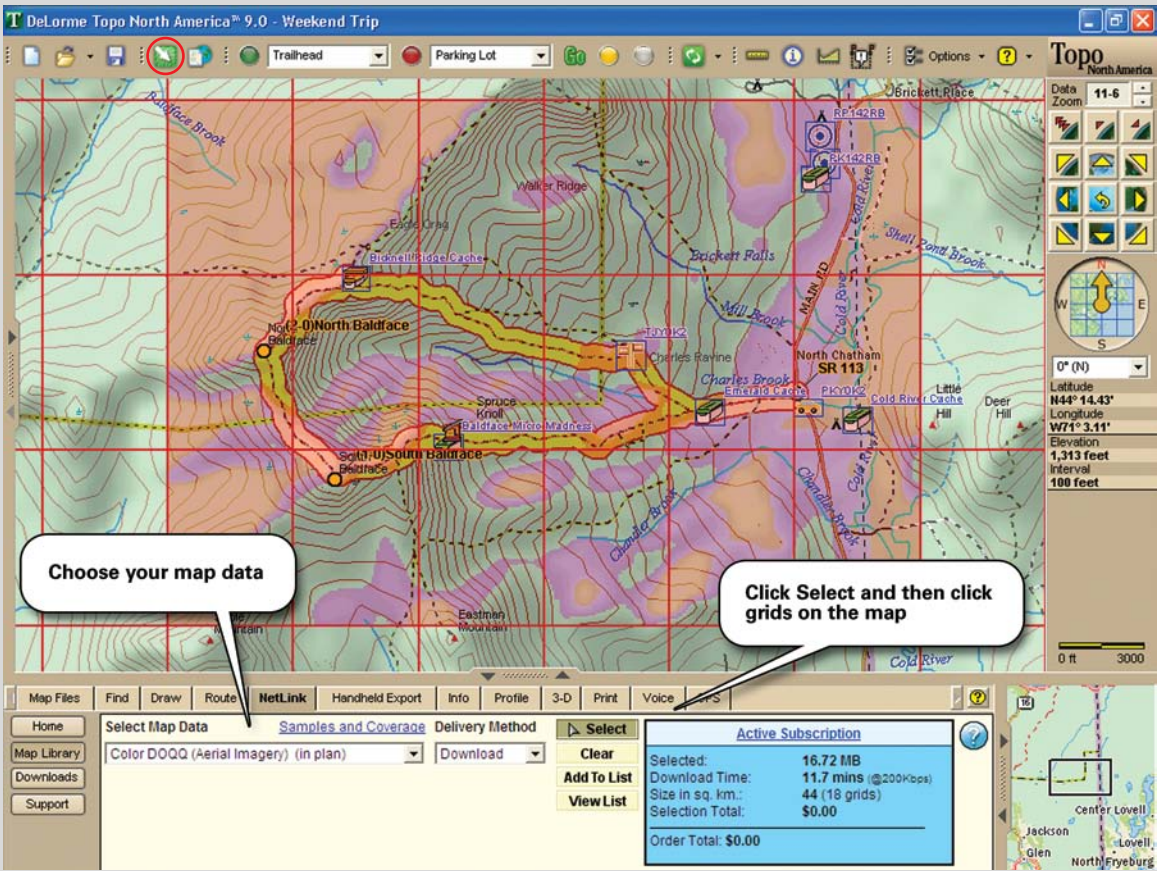 DeLorme Topo North America™ 9.0 - Weekend Trip
Trailhead
Parking Lot
Go
Options
Topo
North America
Data
Zoom
11-6
Baldface Brook
Brickett Place
RP142RB
RK142RB
Walker Ridge
Eagle Crag
Cold River
Shell Pond Brook
Bicknell Ridge Cache
Brickett Falls
MAIN RD
Mill Brook
Cold River
N
W
E
S
(2-0)North Baldface
Baldface
TJY0K2
Charles Ravine
North Chatham
SR 113
Charles Brook
Emerald Cache
PKY0K2
Cold River Cache
Little
Hill
Deer
Hill
Spruce
Knoll
Baldface Micro Madness
South Baldface
Baldface
Chandler Brook
Chandler Brook
0° (N)
Latitude
N44° 14.43'
Longitude
W71° 3.11'
Elevation
1,313 feet
Interval
100 feet
Choose your map data
Click Select and then click
grids on the map
Eastman
Mountain
Cold River
0 ft 3000
Map Files
Find
Draw
Route
NetLink
Handheld Export
Info
Profile
3-D
Print
Voice
Home
Map Library
Downloads
Support
Select Map Data
Samples and Coverage
Delivery Method
Color DOQQ (Aerial Imagery) (in plan)
Download
Select
Clear
Add To List
View List
Active Subscription
Selected: 16.72 MB
Download Time: 11.7 mins (@200Kbps)
Size in sq. km.: 44 (18 grids)
Selection Total: $0.00
Order Total: $0.00
16
Center Lovell
Jackson
Glen
Lovell
North Fryeburg